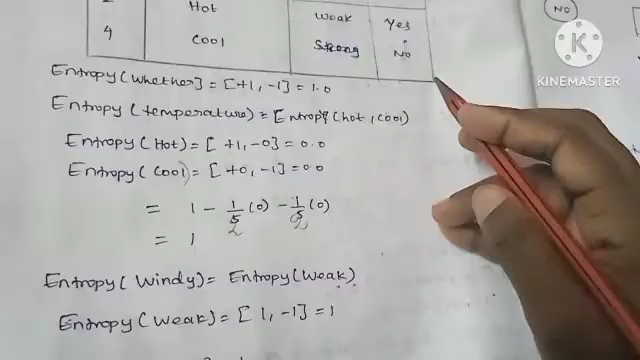 Hot Weak Yes
4 Cool Strong No
NO
KINEMASTER
Entropy(Whether] = [+1, -1] = 1.0
Entropy (temperature) = [Entropy (hot, cool)
Entropy (Hot) = [ +1, -0] = 0.0
Entropy (Cool) = [+0, -1] = 0.0
= 1 - 1/2 (0) - 1/2 (0)
= 1
Entropy( Windy) = Entropy(Weak)
Entropy (Weak) = [ 1, -1] = 1